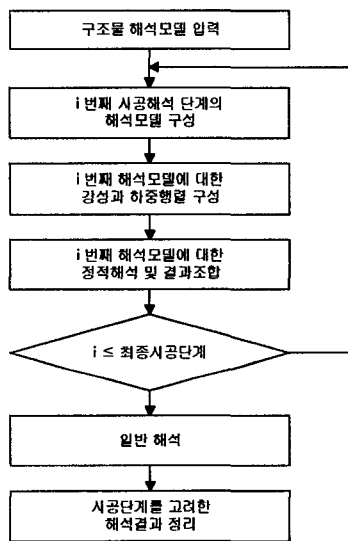 구조물 해석모델 입력
i 번째 시공해석 단계의
해석모델 구성
i 번째 해석모델에 대한
강성과 하중행렬 구성
i 번째 해석모델에 대한
정적해석 및 결과조합
i ≤ 최종시공단계
일반 해석
시공단계를 고려한
해석결과 정리